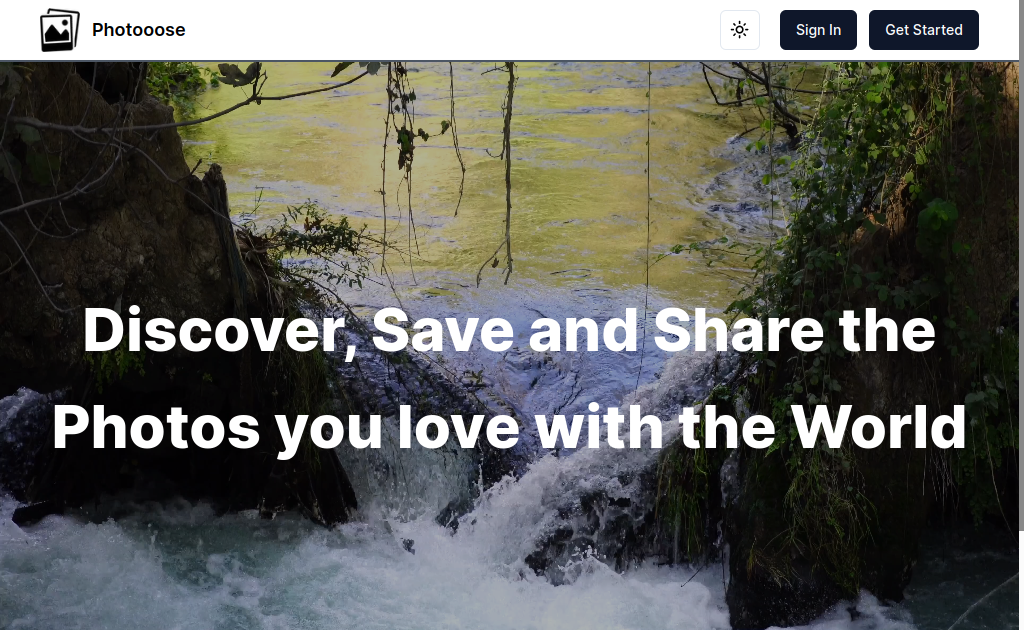 Photooose
Sign In
Get Started
Discover, Save and Share the
Photos you love with the World